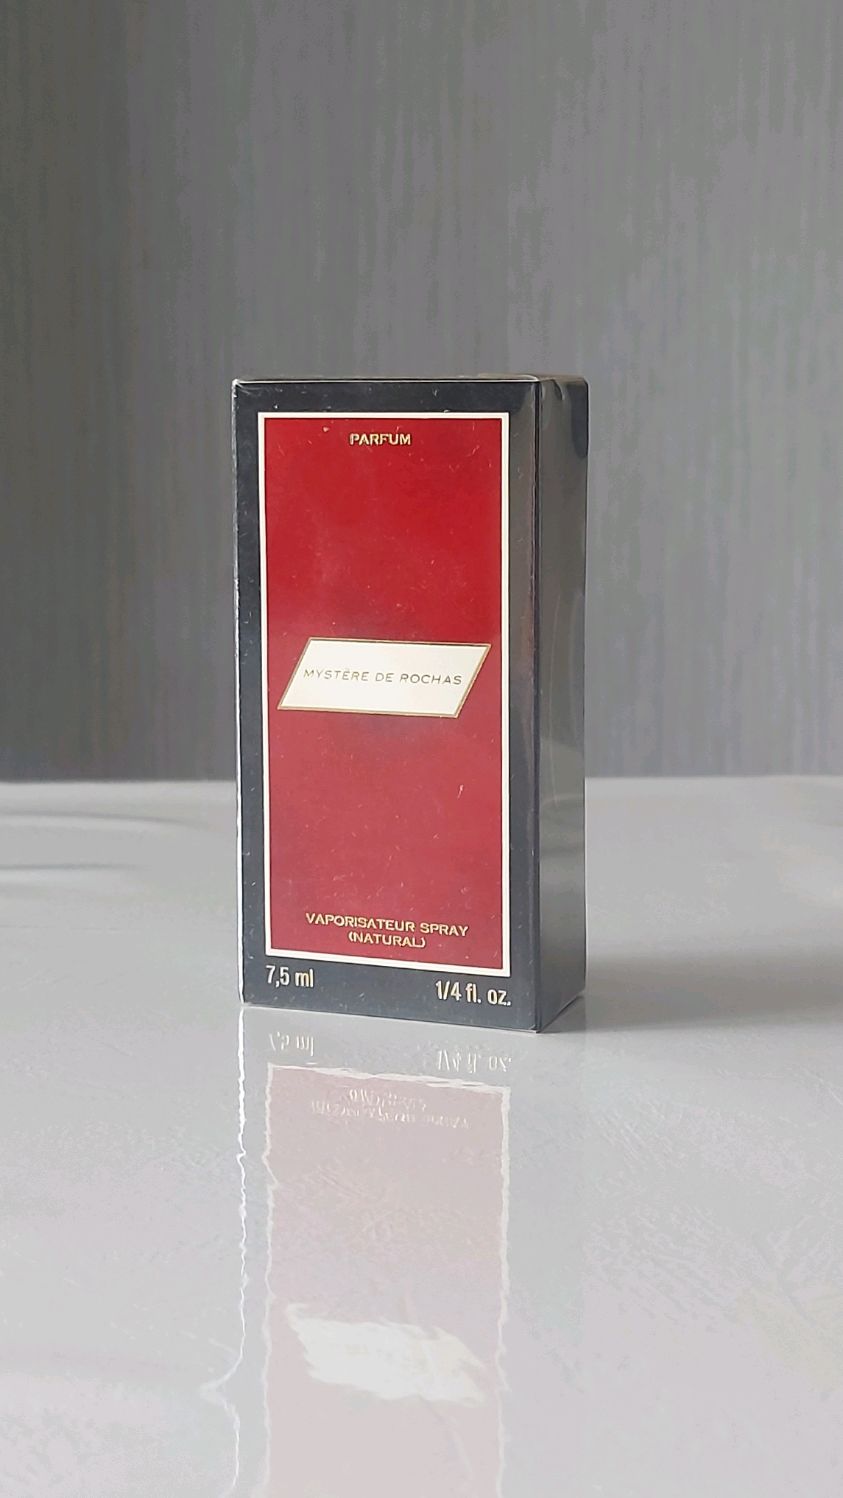 PARFUM
MYSTÈRE DE ROCHAS
VAPORISATEUR SPRAY
(NATURAL)
7,5 ml 1/4 fl. oz.